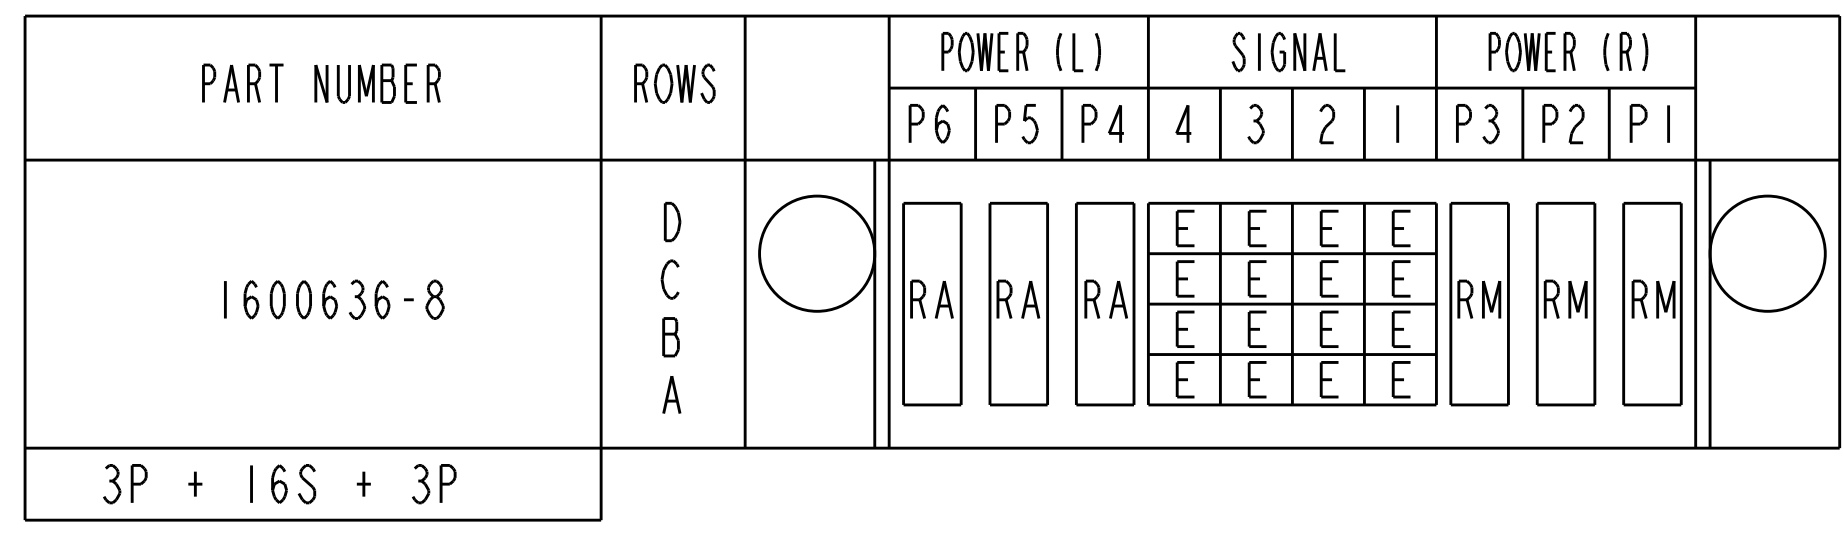 PART NUMBER ROWS POWER (L) SIGNAL POWER (R)
P6 P5 P4 4 3 2 1 P3 P2 P1
D E E E E
C E E E E
1600636-8 RA RA RA RM RM RM
B E E E E
A E E E E
3P + 16S + 3P